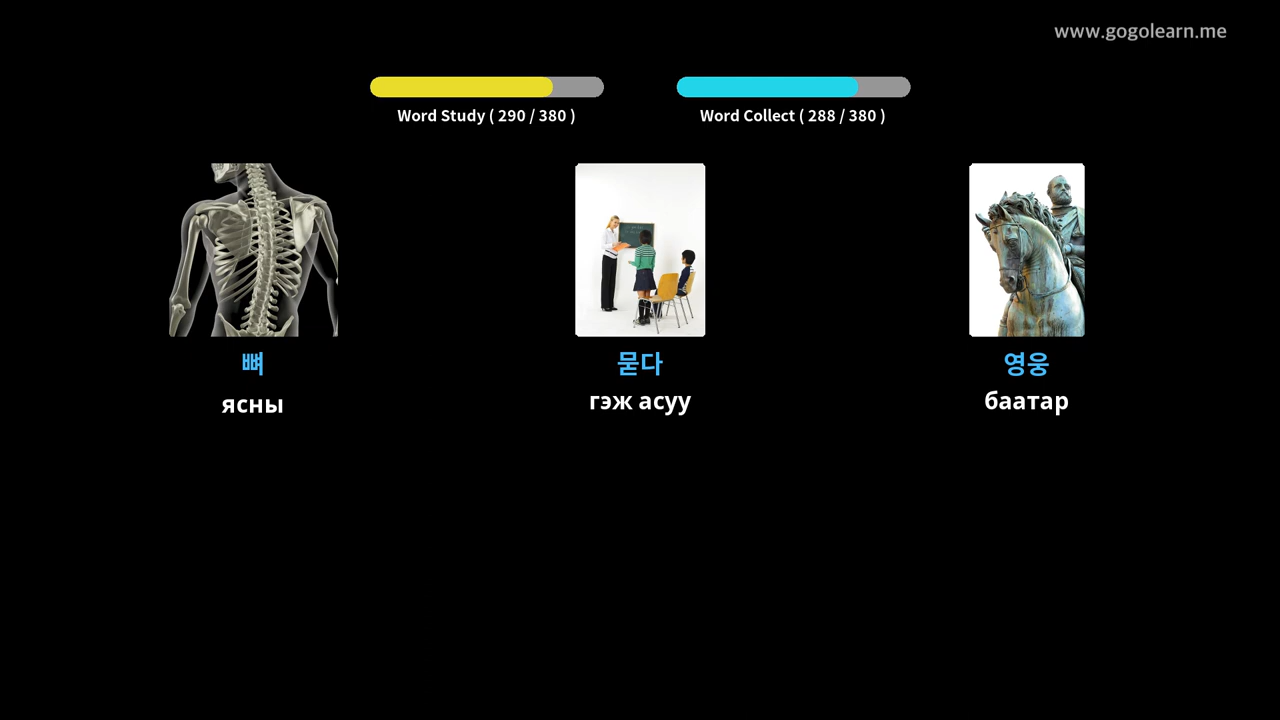 www.gogolearn.me
Word Study ( 290 / 380 )
Word Collect ( 288 / 380 )
뼈
묻다
영웅
ясны
гэж асуу
баатар